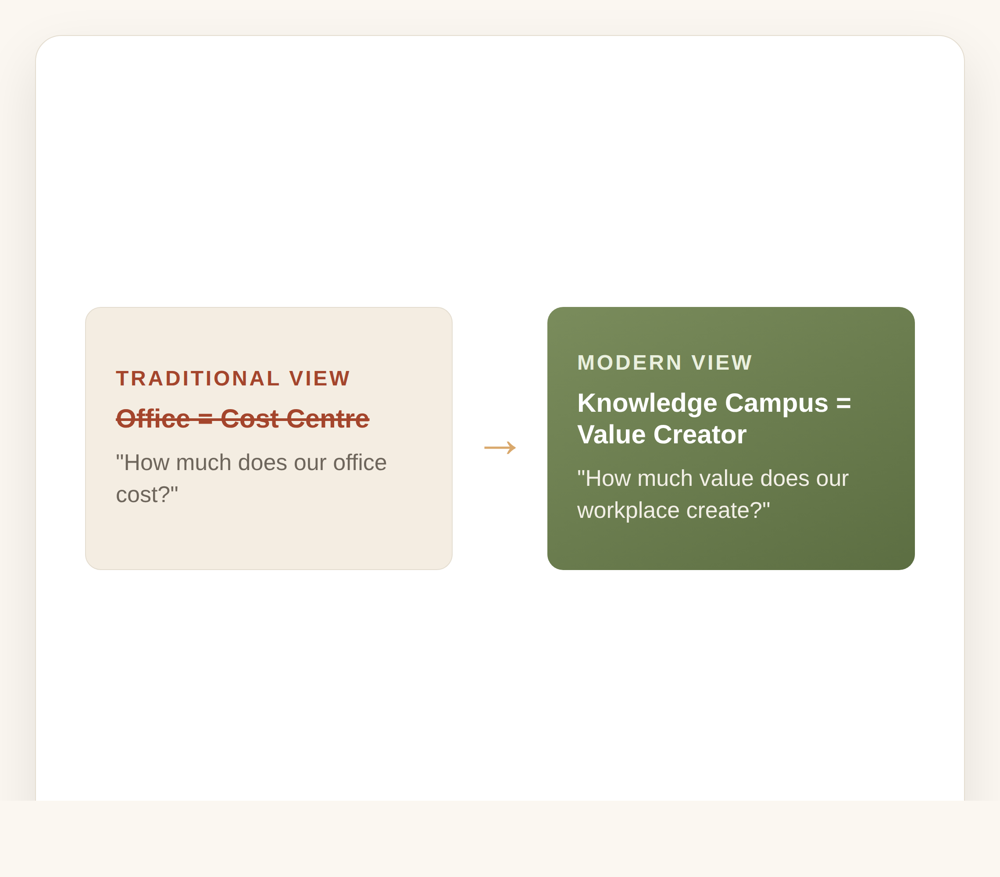 TRADITIONAL VIEW
Office = Cost Centre
"How much does our office
cost?"
→
MODERN VIEW
Knowledge Campus =
Value Creator
"How much value does our
workplace create?"